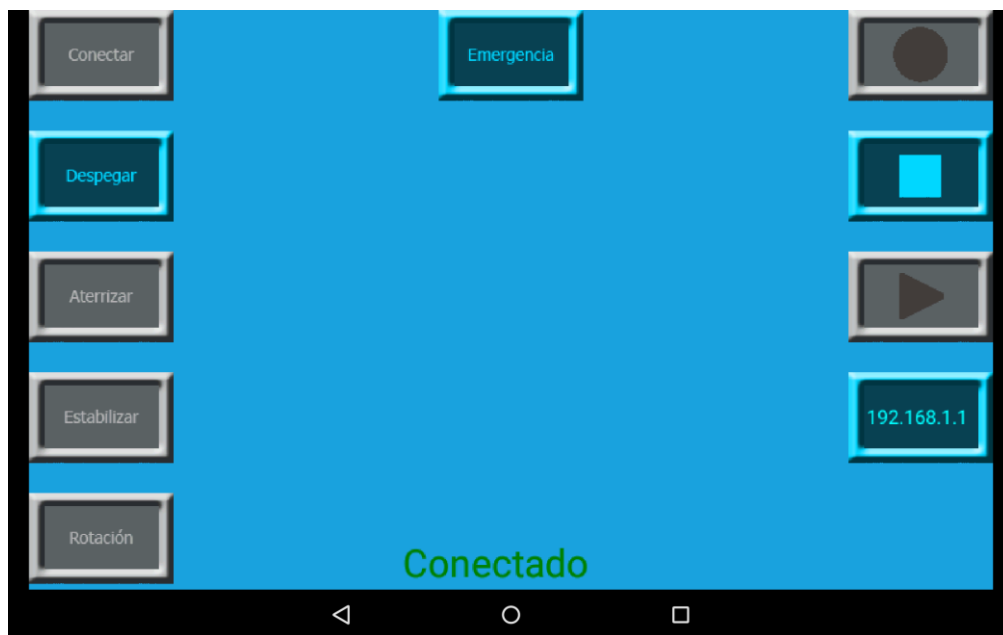 Conectar
Emergencia
Despegar
Aterrizar
Estabilizar
192.168.1.1
Rotación
Conectado